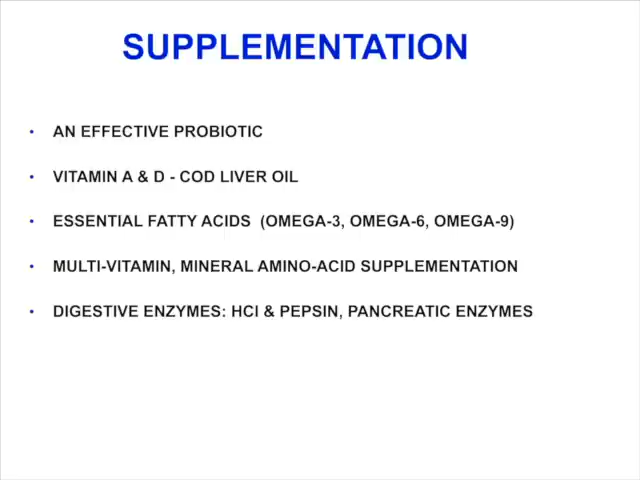 SUPPLEMENTATION
• AN EFFECTIVE PROBIOTIC
• VITAMIN A & D - COD LIVER OIL
• ESSENTIAL FATTY ACIDS (OMEGA-3, OMEGA-6, OMEGA-9)
• MULTI-VITAMIN, MINERAL AMINO-ACID SUPPLEMENTATION
• DIGESTIVE ENZYMES: HCl & PEPSIN, PANCREATIC ENZYMES